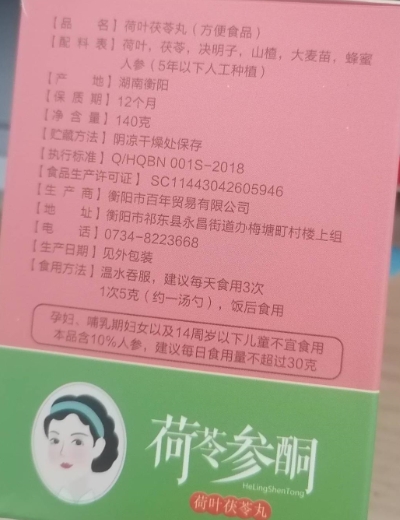 【品 名】荷叶茯苓丸（方便食品）
【配 料 表】荷叶，茯苓，决明子，山楂，大麦苗，蜂蜜
人参（5年以下人工种植）
【产 地】湖南衡阳
【保 质 期】12个月
【净 含 量】140克
【贮藏方法】阴凉干燥处保存
【执行标准】Q/HQBN 001S-2018
【食品生产许可证】SC11443042605946
【生 产 商】衡阳市百年贸易有限公司
【地 址】衡阳市祁东县永昌街道办梅塘町村楼上组
【电 话】0734-8223668
【生产日期】见外包装
【食用方法】温水吞服，建议每天食用3次
1次5克（约一汤勺），饭后食用
孕妇、哺乳期妇女以及14周岁以下儿童不宜食用
本品含10%人参，建议每日食用量不超过30克
荷苓参酮
HeLingShenTong
荷叶茯苓丸